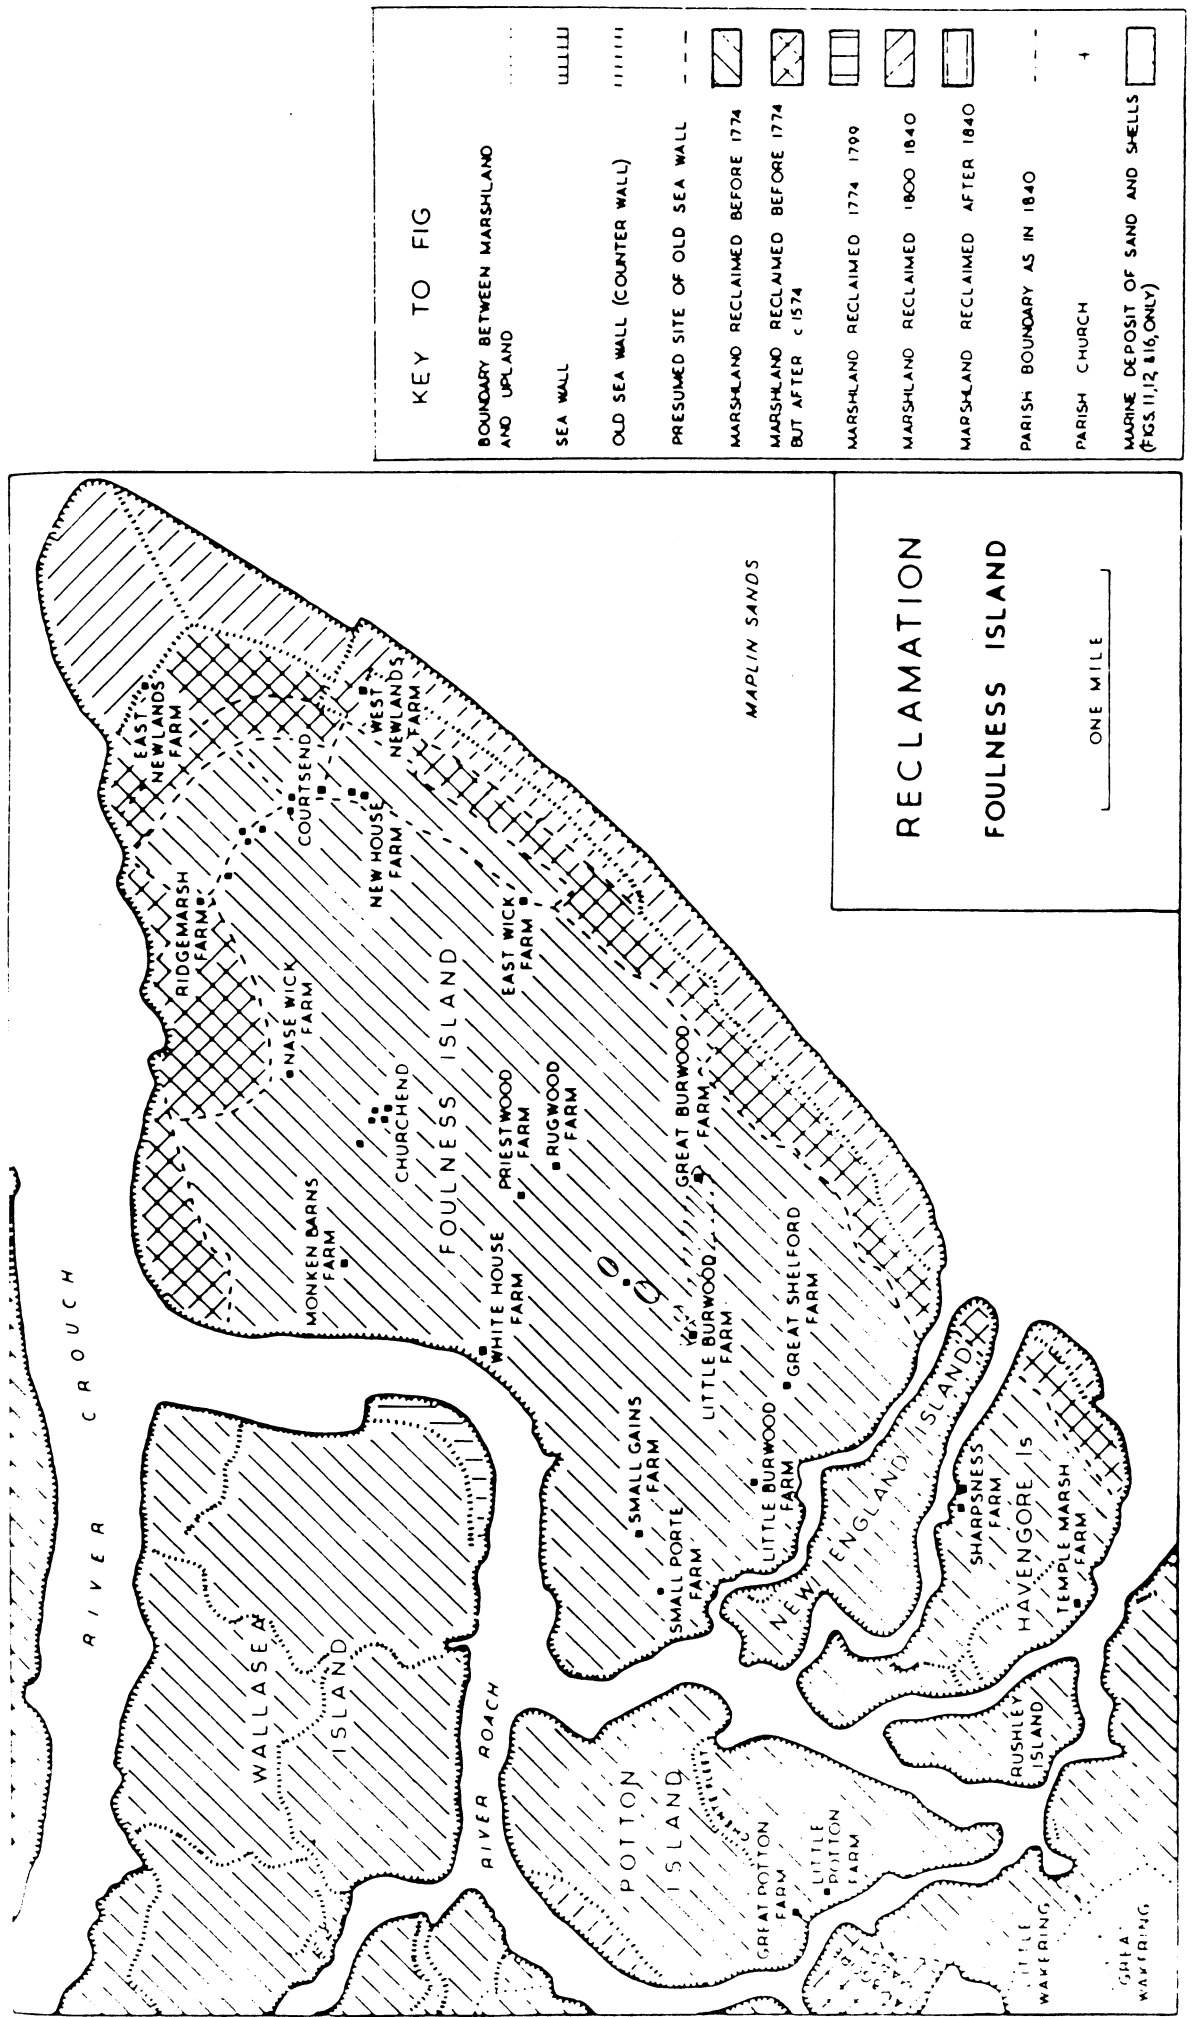 KEY TO FIG
BOUNDARY BETWEEN MARSHLAND
AND UPLAND
SEA WALL
OLD SEA WALL (COUNTER WALL)
PRESUMED SITE OF OLD SEA WALL
MARSHLAND RECLAIMED BEFORE 1774
MARSHLAND RECLAIMED BEFORE 1774
BUT AFTER c 1574
MARSHLAND RECLAIMED 1774 1799
MARSHLAND RECLAIMED 1800 1840
MARSHLAND RECLAIMED AFTER 1840
PARISH BOUNDARY AS IN 1840
PARISH CHURCH
MARINE DEPOSIT OF SAND AND SHELLS
(FIGS. 11, 12, & 16, ONLY)
RIVER CROUCH
EAST
NEWLANDS
FARM
RIDGEMARSH
FARM
COURTSEND
WEST
NEWLANDS
FARM
NEW HOUSE
FARM
NASE WICK
FARM
EAST WICK
FARM
MONKEN BARNS
FARM
CHURCHEND
FOULNESS ISLAND
PRIESTWOOD
FARM
RUGWOOD
FARM
WHITE HOUSE
FARM
GREAT BURWOOD
FARM
LITTLE BURWOOD
FARM
GREAT SHELFORD
FARM
SMALL GAINS
FARM
SMALL PORTE
FARM
LITTLE BURWOOD
FARM
NEW ENGLAND ISLAND
SHARPSNESS
FARM
HAVENGORE Is
TEMPLE MARSH
FARM
RUSHLEY
ISLAND
WALLASEA
ISLAND
RIVER ROACH
POTTON
ISLAND
GREAT POTTON
FARM
LITTLE
POTTON
FARM
LITTLE
WAKERING
GREAT
WAKERING
MAPLIN SANDS
RECLAMATION
FOULNESS ISLAND
ONE MILE